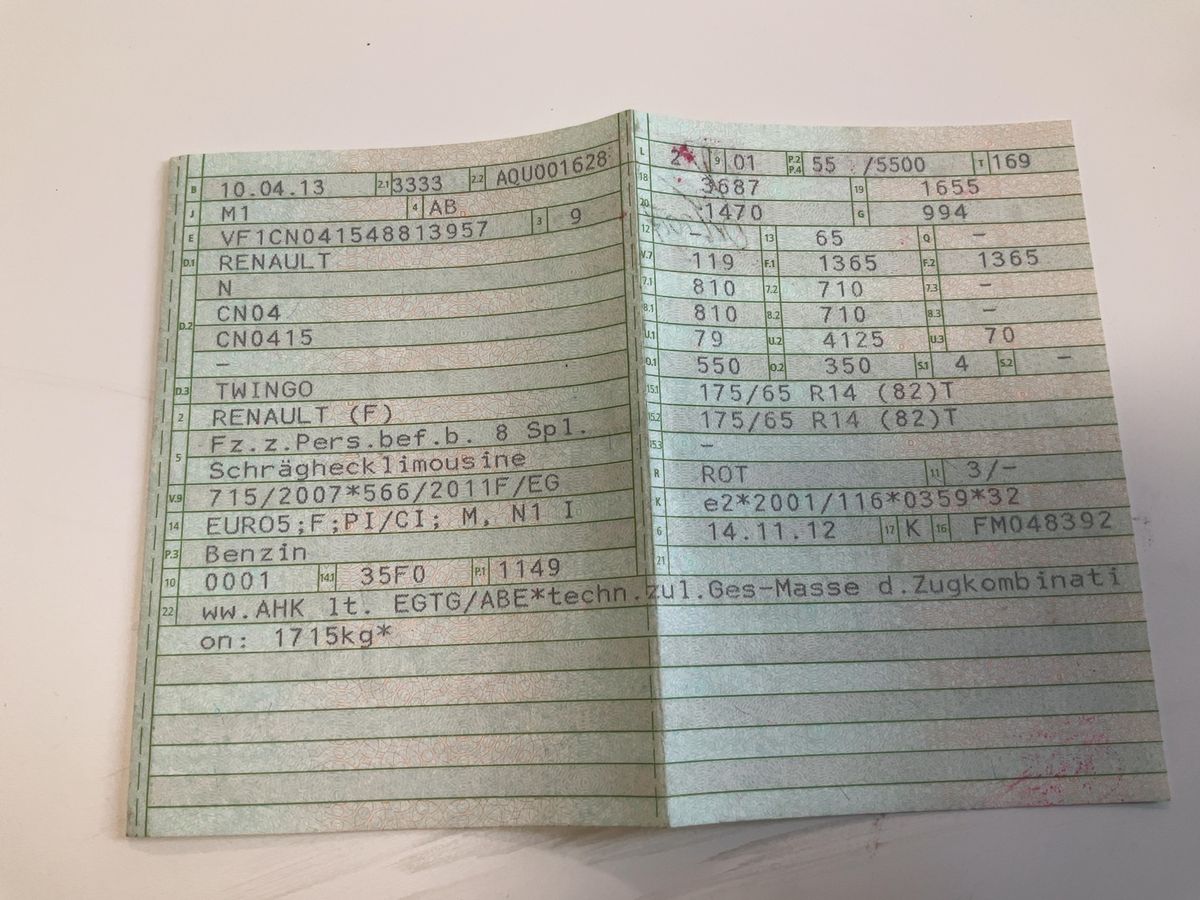 B 10.04.13 2.1 3333 2.2 AQU001628
J M1 4 AB
E VF1CN041548813957 3 9
D.1 RENAULT
N
D.2 CN04
CN0415
–
D.3 TWINGO
2 RENAULT (F)
5 Fz.z.Pers.bef.b. 8 Spl.
Schräghecklimousine
V.9 715/2007*566/2011F/EG
14 EURO5;F;PI/CI; M, N1 I
P.3 Benzin
10 0001 14.1 35F0 P.1 1149
L 2 9 01 P.2 P.4 55 /5500 T 169
18 3687 19 1655
20 1470 G 994
12 – 13 65 Q –
V.7 119 F.1 1365 F.2 1365
7.1 810 7.2 710 7.3 –
8.1 810 8.2 710 8.3 –
U.1 79 U.2 4125 U.3 70
O.1 550 O.2 350 S.1 4 S.2 –
15.1 175/65 R14 (82)T
15.2 175/65 R14 (82)T
15.3 –
R ROT 11 3/–
K e2*2001/116*0359*32
6 14.11.12 17 K 16 FM048392
21
22 ww.AHK lt. EGTG/ABE*techn.zul.Ges-Masse d.Zugkombinati
on: 1715kg*